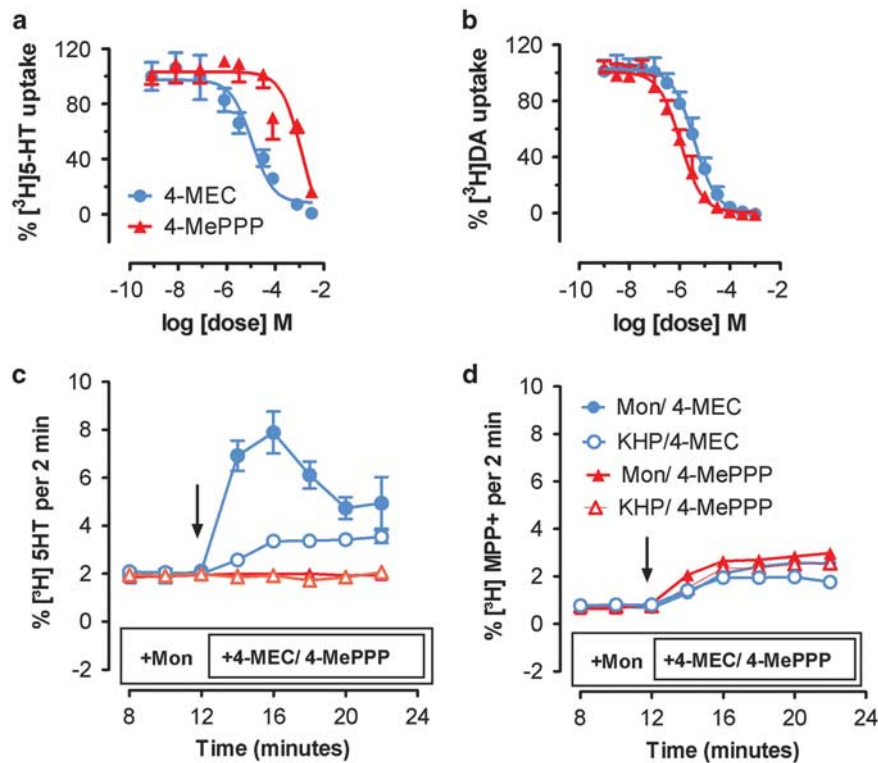 a
% [³H]5-HT uptake
120
80
40
0
4-MEC
4-MePPP
-10 -8 -6 -4 -2
log [dose] M
b
% [³H]DA uptake
120
80
40
0
-10 -8 -6 -4 -2
log [dose] M
c
% [³H] 5HT per 2 min
10
8
6
4
2
0
-2
+Mon
+4-MEC/ 4-MePPP
8 12 16 20 24
Time (minutes)
d
% [³H] MPP+ per 2 min
10
8
6
4
2
0
-2
Mon/ 4-MEC
KHP/4-MEC
Mon/ 4-MePPP
KHP/ 4-MePPP
+Mon
+4-MEC/ 4-MePPP
8 12 16 20 24
Time (minutes)